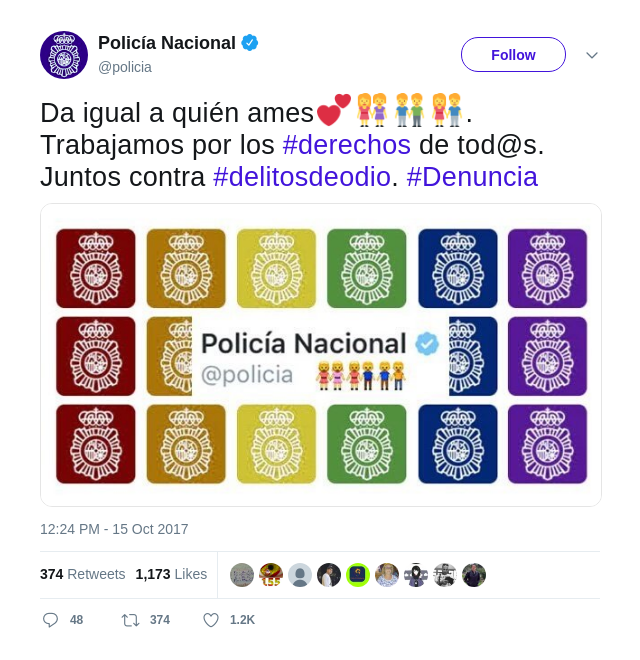 Policía Nacional
@policia
Follow
Da igual a quién ames💕👭👬👫.
Trabajamos por los #derechos de tod@s.
Juntos contra #delitosdeodio. #Denuncia
Policía Nacional
@policia 👭👫👬
12:24 PM - 15 Oct 2017
374 Retweets 1,173 Likes
48 374 1.2K